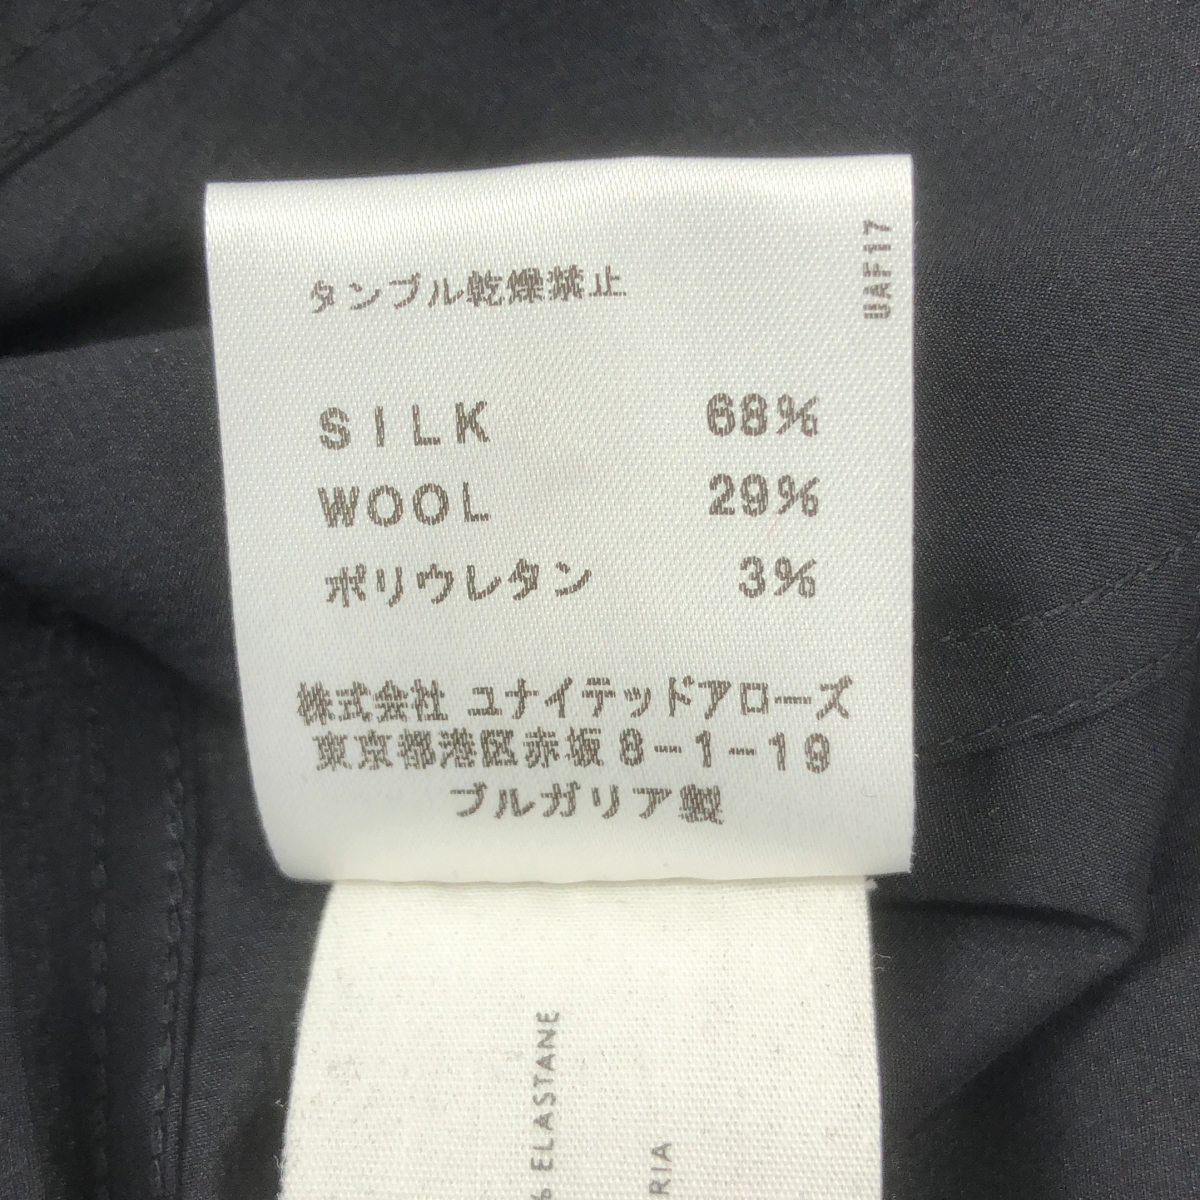 タンブル乾燥禁止
UAF17
SILK 68%
WOOL 29%
ポリウレタン 3%
株式会社 ユナイテッドアローズ
東京都港区赤坂8-1-19
ブルガリア製
% ELASTANE
RIA